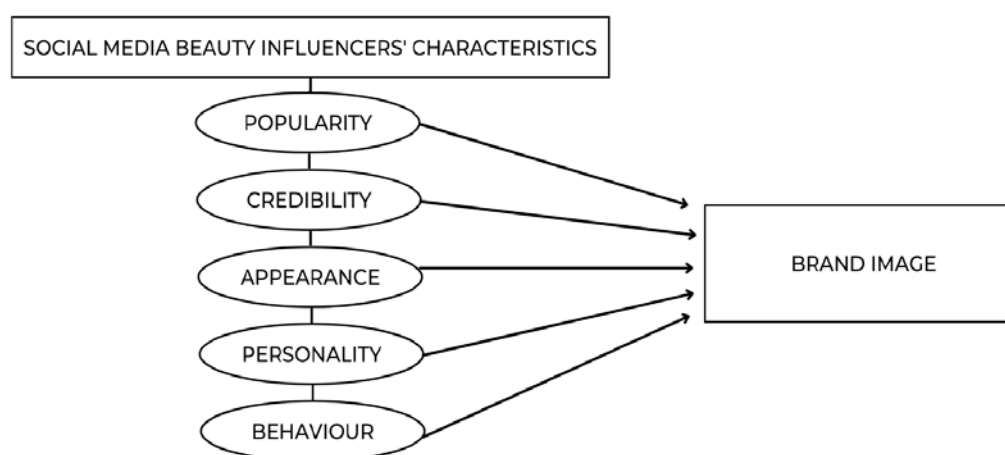 SOCIAL MEDIA BEAUTY INFLUENCERS' CHARACTERISTICS
POPULARITY
CREDIBILITY
APPEARANCE
PERSONALITY
BEHAVIOUR
BRAND IMAGE